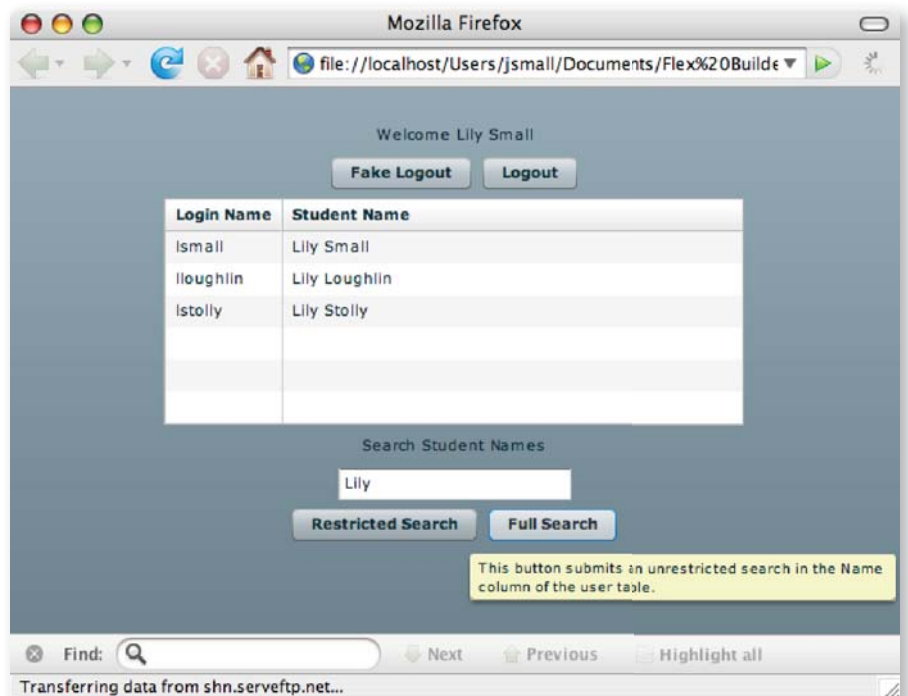 Mozilla Firefox
file://localhost/Users/jsmall/Documents/Flex%20Builde
Welcome Lily Small
Fake Logout Logout
Login Name Student Name
lsmall Lily Small
lloughlin Lily Loughlin
lstolly Lily Stolly
Search Student Names
Lily
Restricted Search Full Search
This button submits an unrestricted search in the Name
column of the user table.
Find: Next Previous Highlight all
Transferring data from shn.serveftp.net...